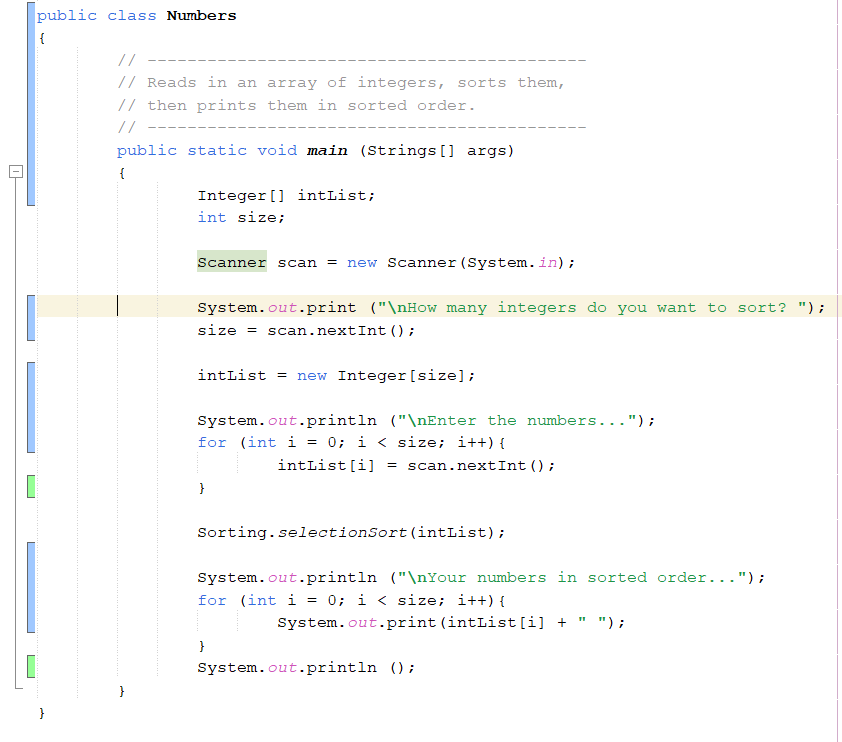 public class Numbers
{
// --------------------------------------------
// Reads in an array of integers, sorts them,
// then prints them in sorted order.
// --------------------------------------------
public static void main (Strings[] args)
{
Integer[] intList;
int size;
Scanner scan = new Scanner(System.in);
System.out.print ("\nHow many integers do you want to sort? ");
size = scan.nextInt();
intList = new Integer[size];
System.out.println ("\nEnter the numbers...");
for (int i = 0; i < size; i++){
intList[i] = scan.nextInt();
}
Sorting.selectionSort(intList);
System.out.println ("\nYour numbers in sorted order...");
for (int i = 0; i < size; i++){
System.out.print(intList[i] + " ");
}
System.out.println ();
}
}